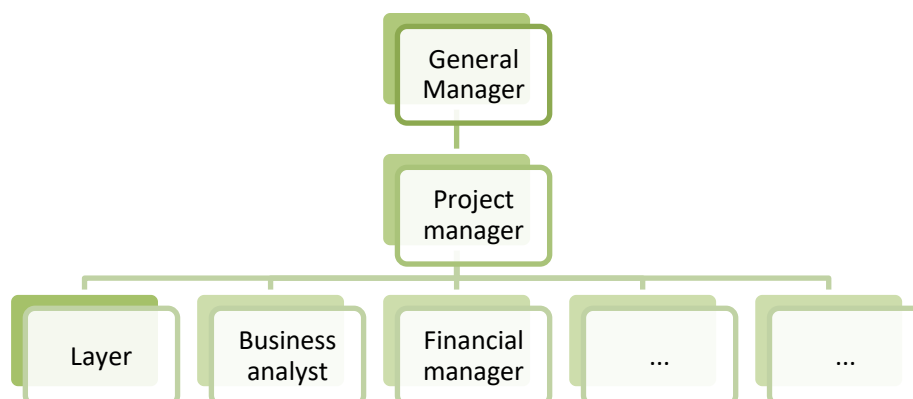 General
Manager
Project
manager
Layer
Business
analyst
Financial
manager
...
...